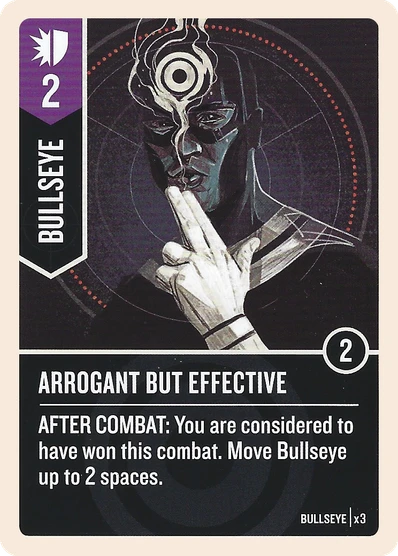 2
BULLSEYE
2
ARROGANT BUT EFFECTIVE
AFTER COMBAT: You are considered to
have won this combat. Move Bullseye
up to 2 spaces.
BULLSEYE | x3